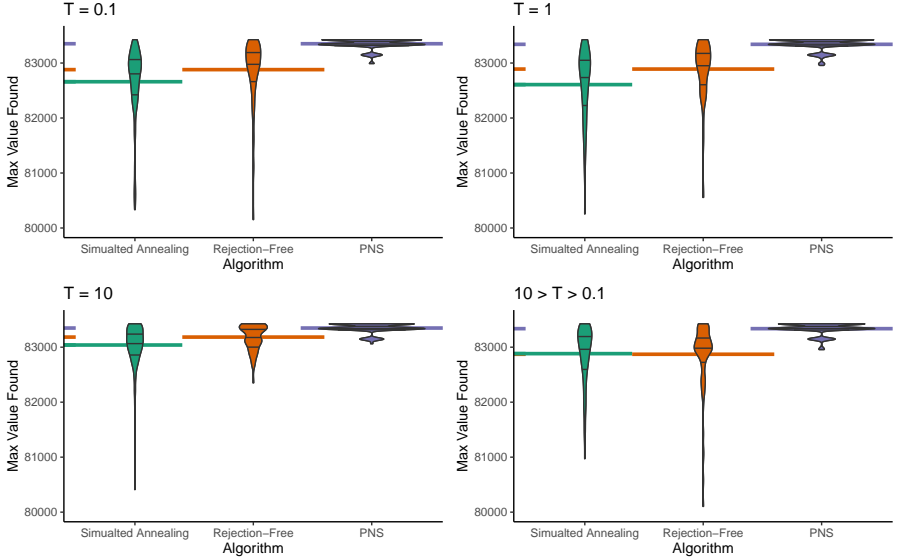 T = 0.1
Max Value Found
83000
82000
81000
80000
Simualted Annealing
Rejection−Free
PNS
Algorithm
T = 1
Max Value Found
83000
82000
81000
80000
Simualted Annealing
Rejection−Free
PNS
Algorithm
T = 10
Max Value Found
83000
82000
81000
80000
Simualted Annealing
Rejection−Free
PNS
Algorithm
10 > T > 0.1
Max Value Found
83000
82000
81000
80000
Simualted Annealing
Rejection−Free
PNS
Algorithm